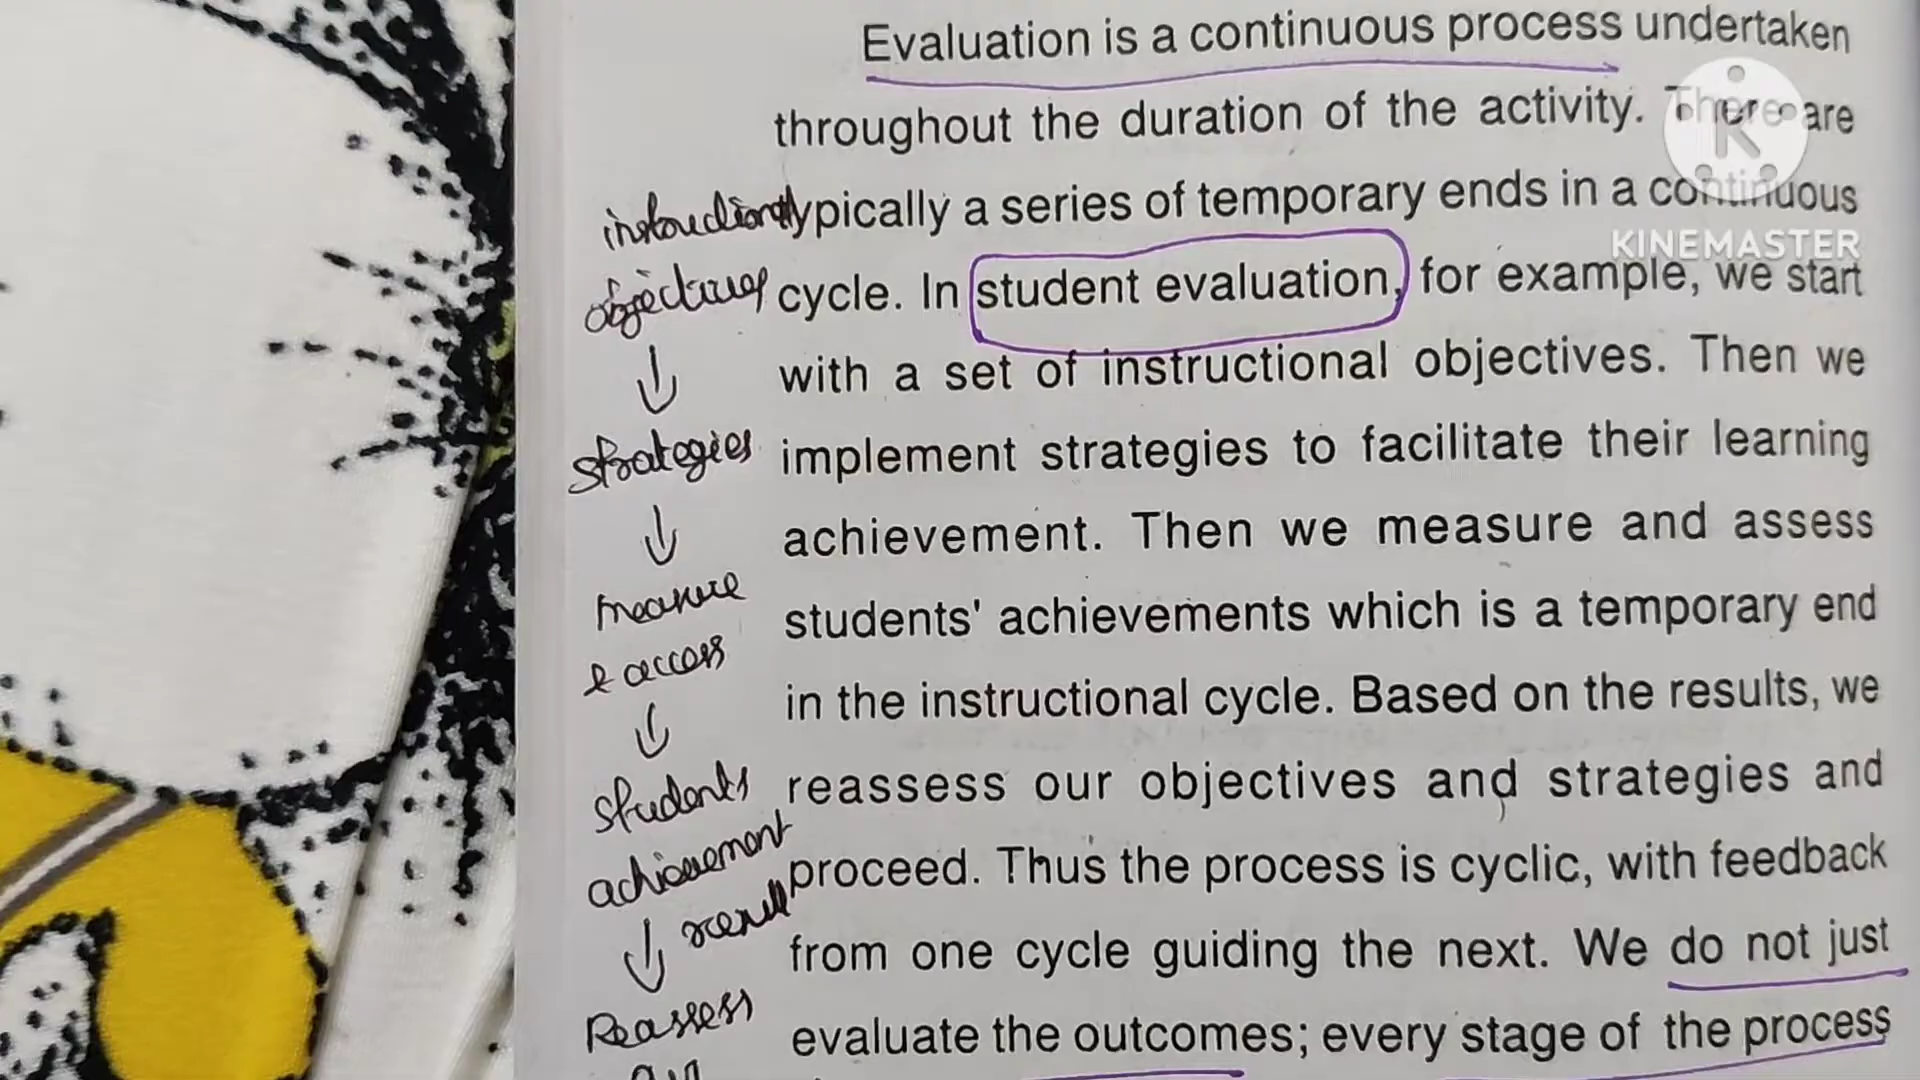 Evaluation is a continuous process undertaken
throughout the duration of the activity. There are
typically a series of temporary ends in a continuous
cycle. In student evaluation, for example, we start
with a set of instructional objectives. Then we
implement strategies to facilitate their learning
achievement. Then we measure and assess
students' achievements which is a temporary end
in the instructional cycle. Based on the results, we
reassess our objectives and strategies and
proceed. Thus the process is cyclic, with feedback
from one cycle guiding the next. We do not just
evaluate the outcomes; every stage of the process
instructional
objectives
strategies
measure
& access
students
achievement
result
Reassess
K
KINEMASTER